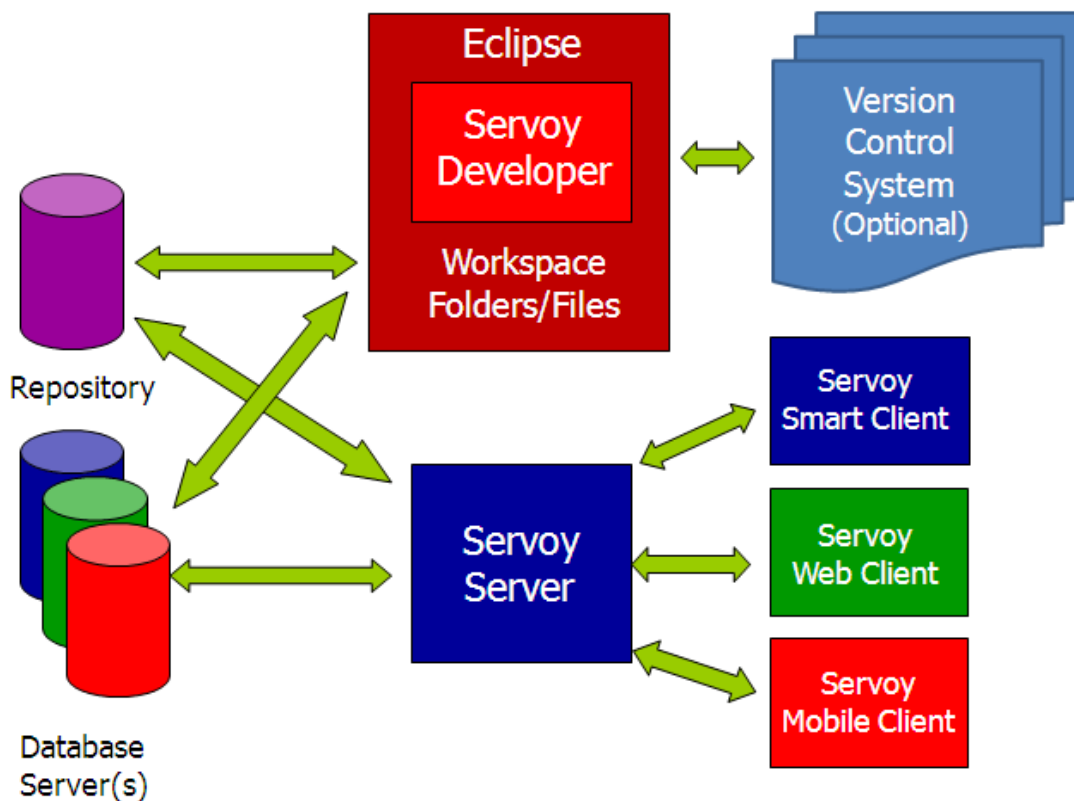 Eclipse
Servoy
Developer
Workspace
Folders/Files
Version
Control
System
(Optional)
Repository
Database
Server(s)
Servoy
Server
Servoy
Smart Client
Servoy
Web Client
Servoy
Mobile Client